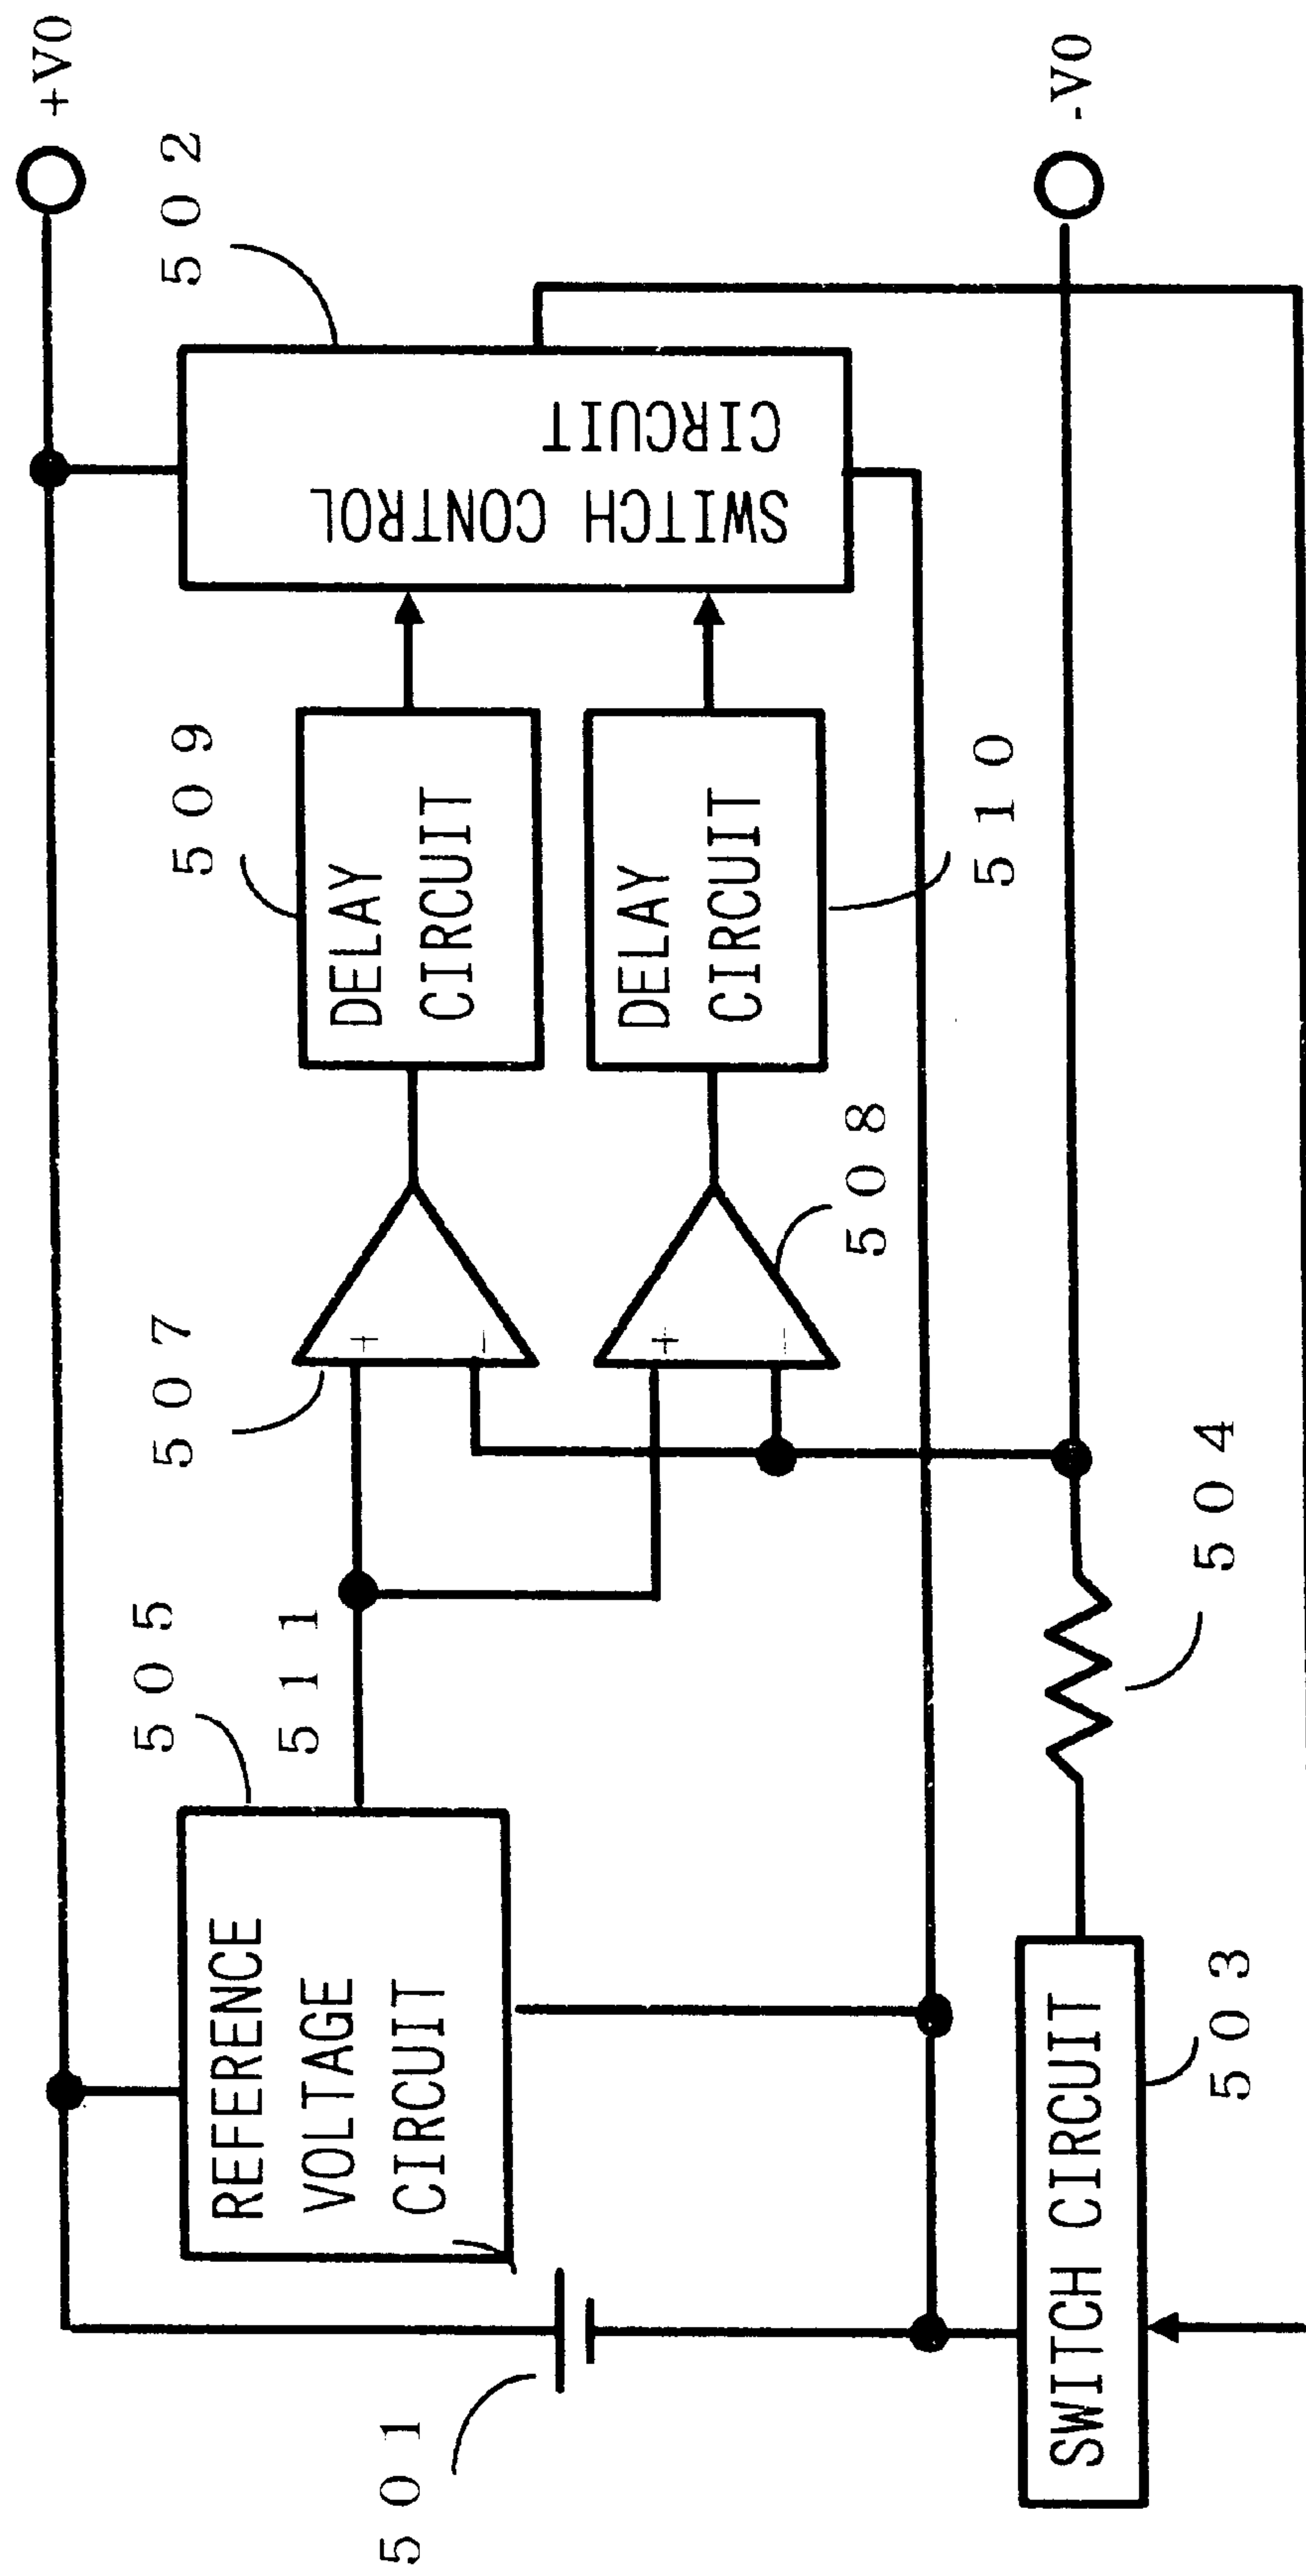 +V0
502
SWITCH CONTROL
CIRCUIT
509
DELAY
CIRCUIT
507
+
-
505
511
REFERENCE
VOLTAGE
CIRCUIT
DELAY
CIRCUIT
510
508
+
-
501
-V0
504
SWITCH CIRCUIT
503